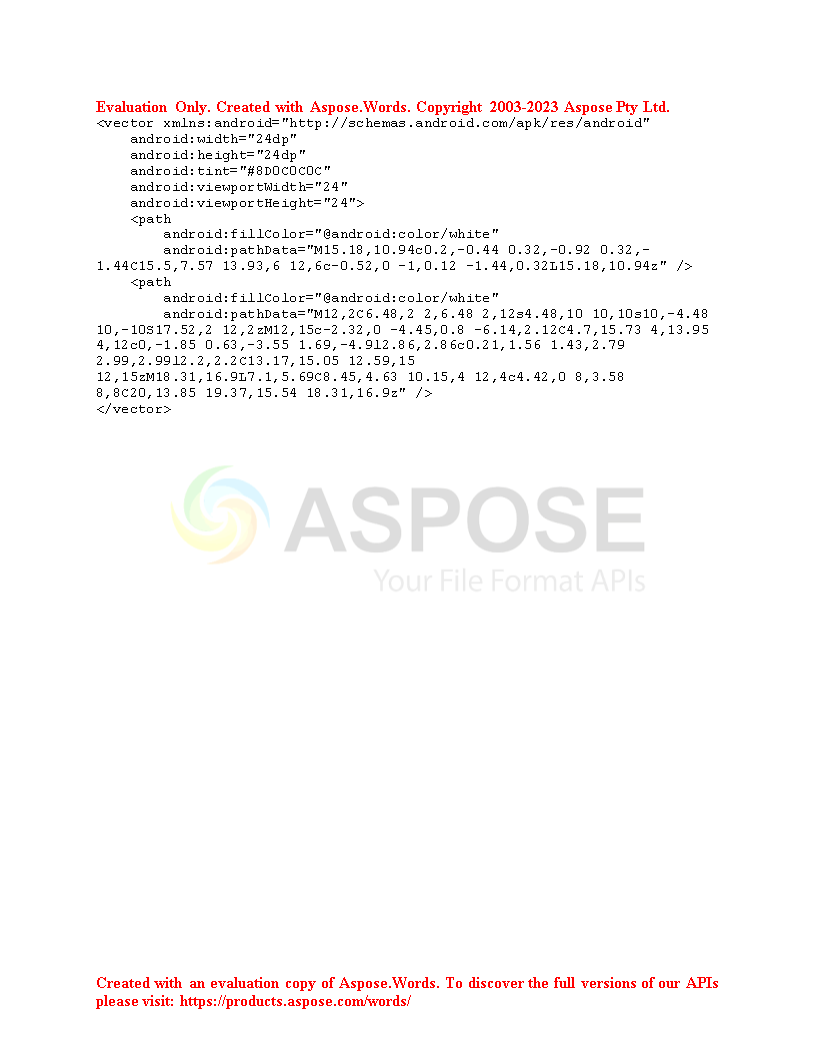 Evaluation Only. Created with Aspose.Words. Copyright 2003-2023 Aspose Pty Ltd.
<vector xmlns:android="http://schemas.android.com/apk/res/android"
    android:width="24dp"
    android:height="24dp"
    android:tint="#8D0C0C0C"
    android:viewportWidth="24"
    android:viewportHeight="24">
    <path
        android:fillColor="@android:color/white"
        android:pathData="M15.18,10.94c0.2,-0.44 0.32,-0.92 0.32,-
1.44C15.5,7.57 13.93,6 12,6c-0.52,0 -1,0.12 -1.44,0.32L15.18,10.94z" />
    <path
        android:fillColor="@android:color/white"
        android:pathData="M12,2C6.48,2 2,6.48 2,12s4.48,10 10,10s10,-4.48
10,-10S17.52,2 12,2zM12,15c-2.32,0 -4.45,0.8 -6.14,2.12C4.7,15.73 4,13.95
4,12c0,-1.85 0.63,-3.55 1.69,-4.9l2.86,2.86c0.21,1.56 1.43,2.79
2.99,2.99l2.2,2.2C13.17,15.05 12.59,15
12,15zM18.31,16.9L7.1,5.69C8.45,4.63 10.15,4 12,4c4.42,0 8,3.58
8,8C20,13.85 19.37,15.54 18.31,16.9z" />
</vector>
ASPOSE
Your File Format APIs
Created with an evaluation copy of Aspose.Words. To discover the full versions of our APIs
please visit: https://products.aspose.com/words/